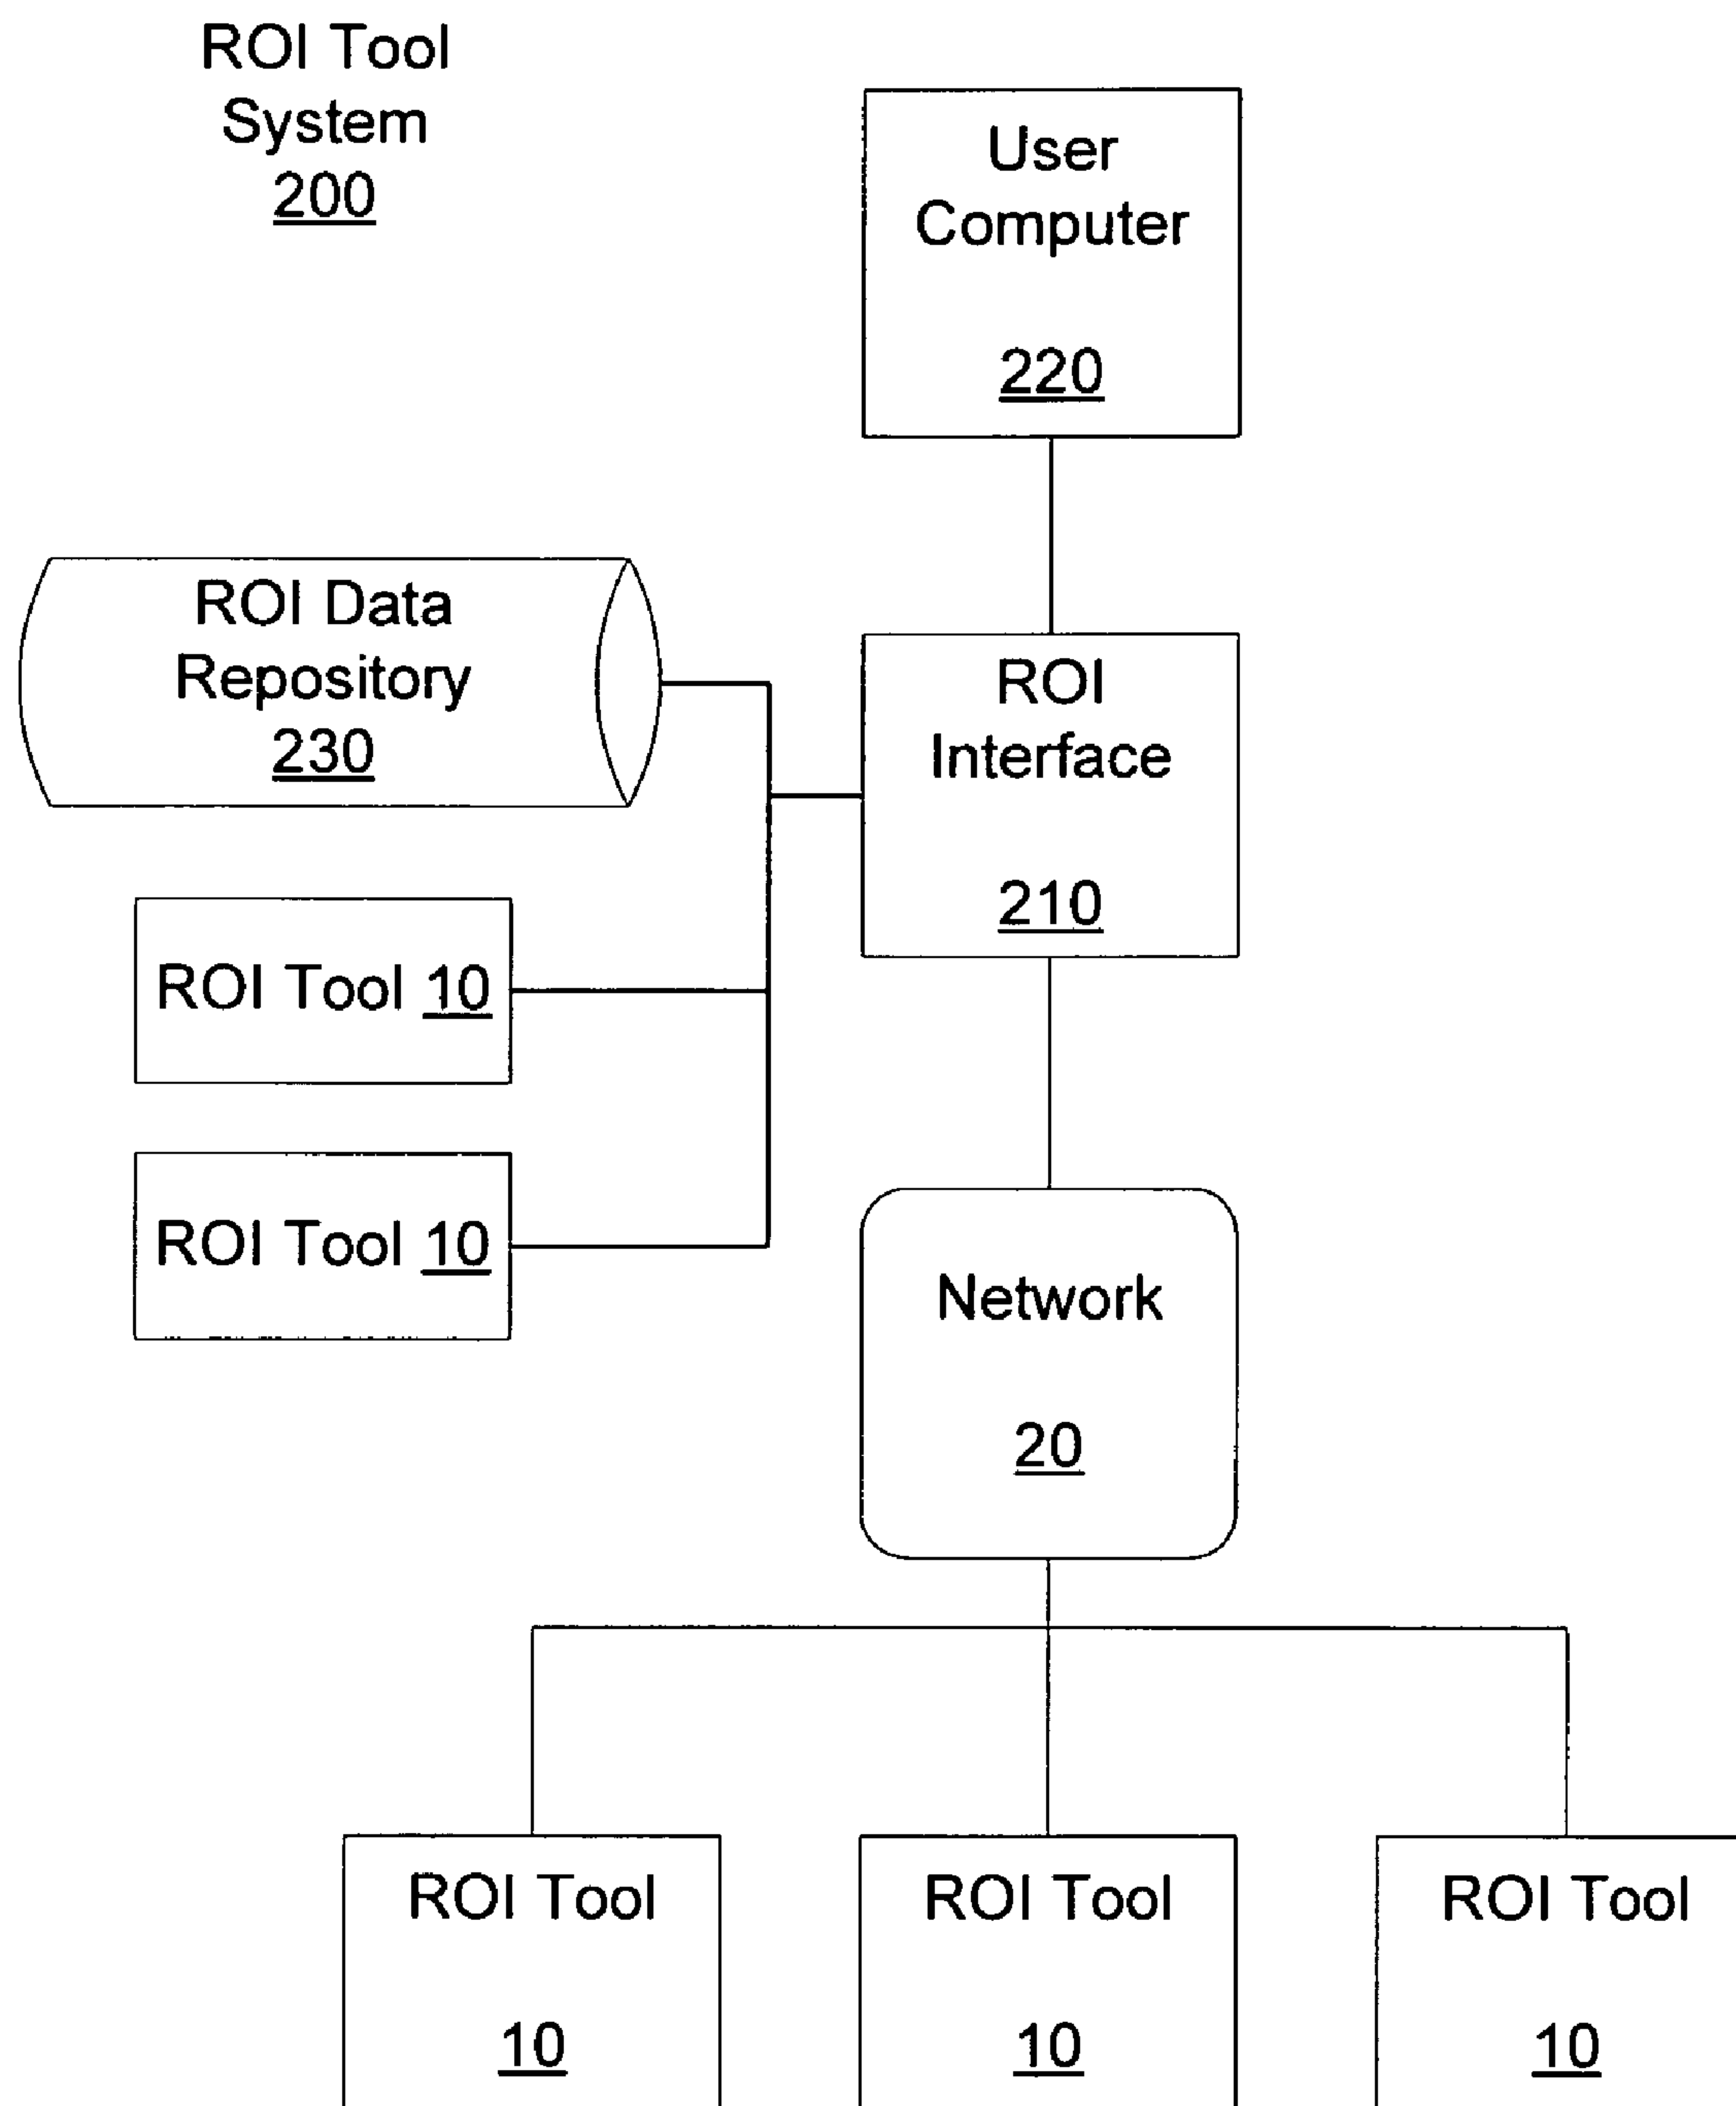 ROI Tool
System
200
User
Computer
220
ROI Data
Repository
230
ROI
Interface
210
ROI Tool 10
ROI Tool 10
Network
20
ROI Tool
10
ROI Tool
10
ROI Tool
10